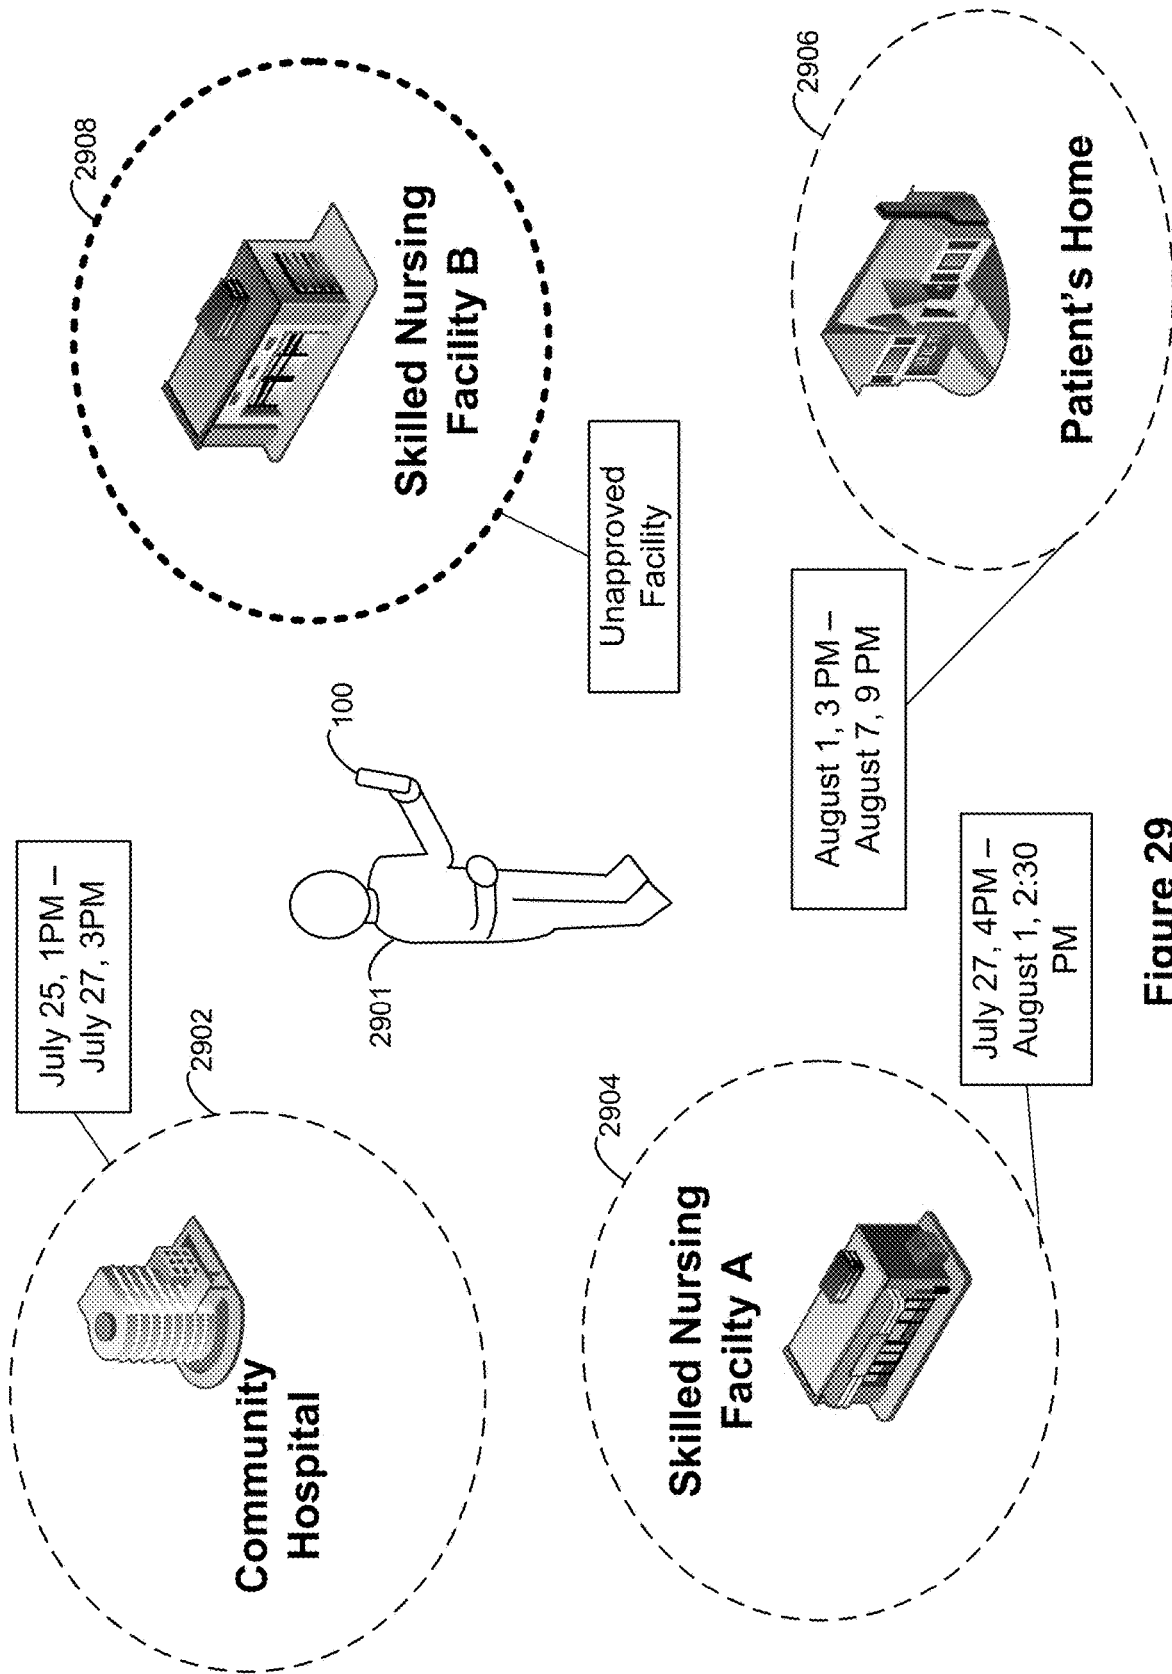 July 25, 1PM –
July 27, 3PM
2902
Community
Hospital
2908
Skilled Nursing
Facility B
Unapproved
Facility
100
2901
2904
Skilled Nursing
Facilty A
July 27, 4PM –
August 1, 2:30
PM
August 1, 3 PM –
August 7, 9 PM
2906
Patient's Home
Figure 29